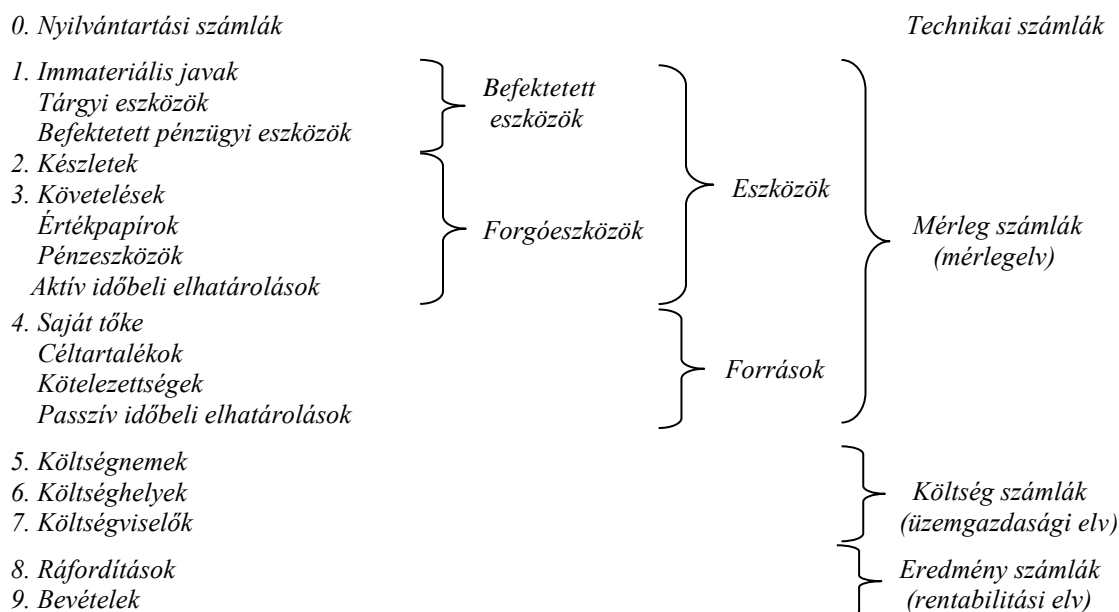 0. Nyilvántartási számlák Technikai számlák
1. Immateriális javak
Tárgyi eszközök
Befektetett pénzügyi eszközök
Befektetett
eszközök
2. Készletek
3. Követelések
Értékpapírok
Pénzeszközök
Aktív időbeli elhatárolások
Forgóeszközök
Eszközök
4. Saját tőke
Céltartalékok
Kötelezettségek
Passzív időbeli elhatárolások
Források
Mérleg számlák
(mérlegelv)
5. Költségnemek
6. Költséghelyek
7. Költségviselők
Költség számlák
(üzemgazdasági elv)
8. Ráfordítások
9. Bevételek
Eredmény számlák
(rentabilitási elv)